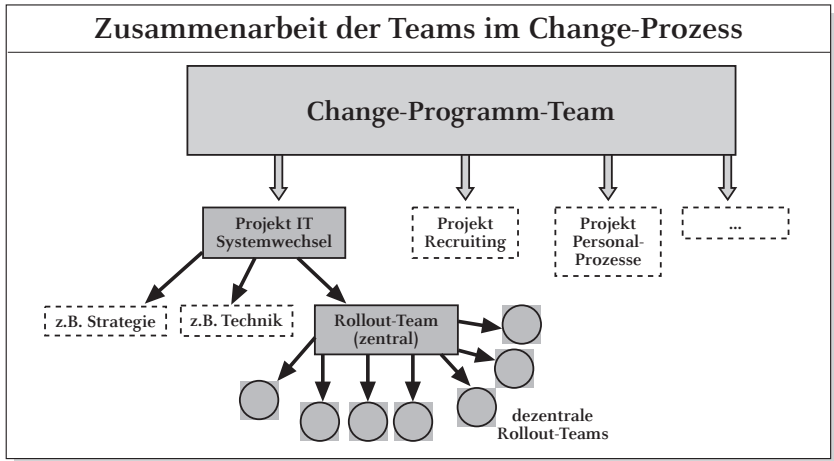 Zusammenarbeit der Teams im Change-Prozess
Change-Programm-Team
Projekt IT
Systemwechsel
Projekt
Recruiting
Projekt
Personal-
Prozesse
...
z.B. Strategie
z.B. Technik
Rollout-Team
(zentral)
dezentrale
Rollout-Teams